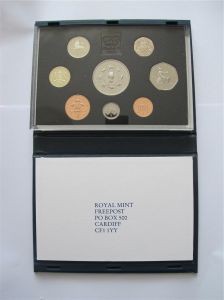 ROYAL MINT
FREEPOST
PO BOX 500
CARDIFF
CF1 1YY